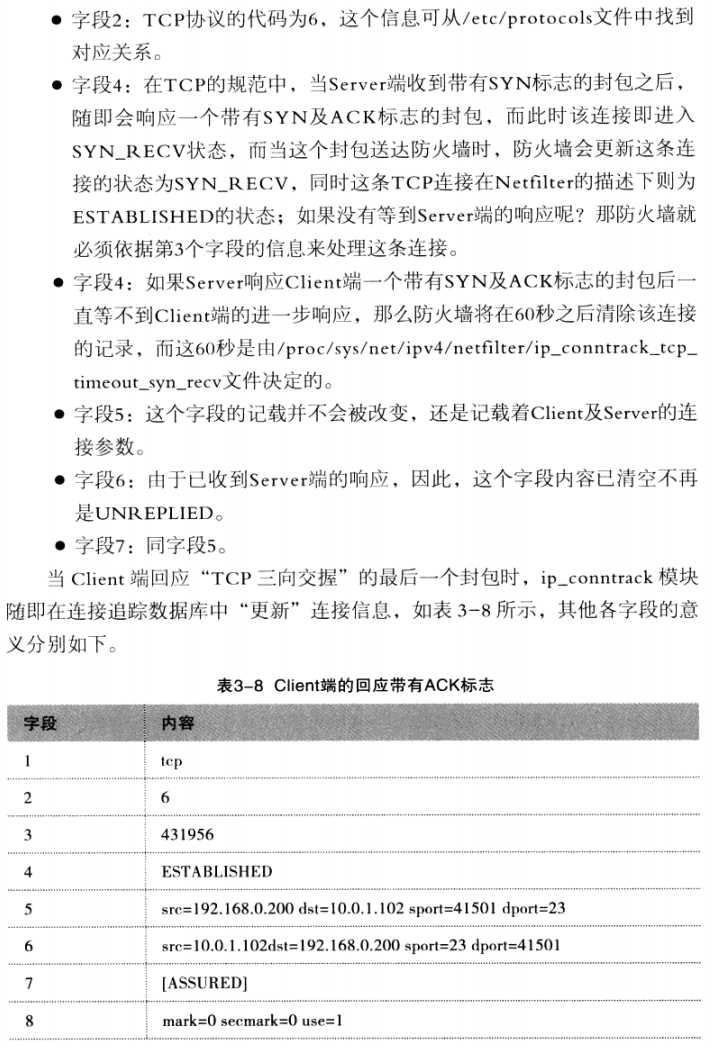 ● 字段2：TCP协议的代码为6，这个信息可从/etc/protocols文件中找到
对应关系。
● 字段4：在TCP的规范中，当Server端收到带有SYN标志的封包之后，
随即会响应一个带有SYN及ACK标志的封包，而此时该连接即进入
SYN_RECV状态，而当这个封包送达防火墙时，防火墙会更新这条连
接的状态为SYN_RECV，同时这条TCP连接在Netfilter的描述下则为
ESTABLISHED的状态；如果没有等到Server端的响应呢？那防火墙就
必须依据第3个字段的信息来处理这条连接。
● 字段4：如果Server响应Client端一个带有SYN及ACK标志的封包后一
直等不到Client端的进一步响应，那么防火墙将在60秒之后清除该连接
的记录，而这60秒是由/proc/sys/net/ipv4/netfilter/ip_conntrack_tcp_
timeout_syn_recv文件决定的。
● 字段5：这个字段的记载并不会被改变，还是记载着Client及Server的连
接参数。
● 字段6：由于已收到Server端的响应，因此，这个字段内容已清空不再
是UNREPLIED。
● 字段7：同字段5。
当 Client 端回应“TCP 三向交握”的最后一个封包时，ip_conntrack 模块
随即在连接追踪数据库中“更新”连接信息，如表 3-8 所示，其他各字段的意
义分别如下。
表3-8 Client端的回应带有ACK标志
字段 内容
1 tcp
2 6
3 431956
4 ESTABLISHED
5 src=192.168.0.200 dst=10.0.1.102 sport=41501 dport=23
6 src=10.0.1.102dst=192.168.0.200 sport=23 dport=41501
7 [ASSURED]
8 mark=0 secmark=0 use=1